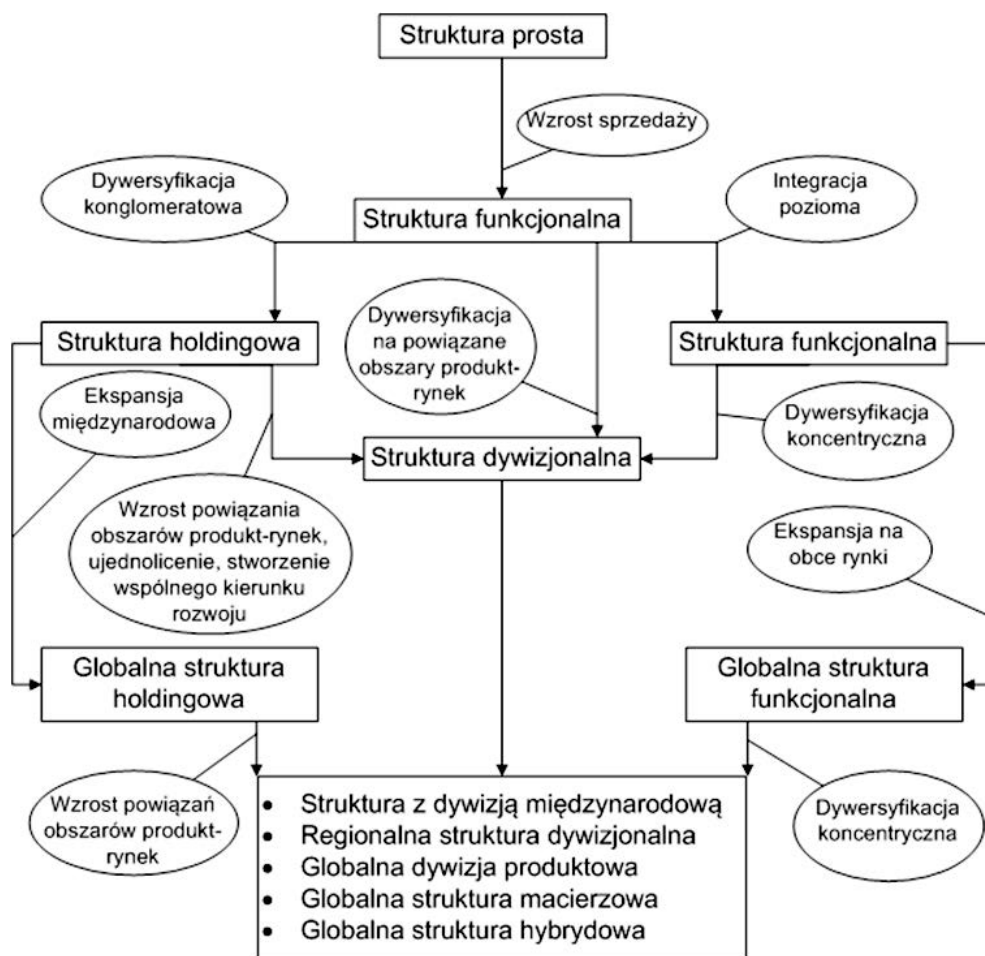 Struktura prosta
Wzrost sprzedaży
Dywersyfikacja
konglomeratowa
Integracja
pozioma
Struktura funkcjonalna
Dywersyfikacja
na powiązane
obszary produkt-
rynek
Struktura holdingowa
Struktura funkcjonalna
Ekspansja
międzynarodowa
Dywersyfikacja
koncentryczna
Struktura dywizjonalna
Wzrost powiązania
obszarów produkt-rynek,
ujednolicenie, stworzenie
wspólnego kierunku
rozwoju
Ekspansja na
obce rynki
Globalna struktura
holdingowa
Globalna struktura
funkcjonalna
Wzrost powiązań
obszarów produkt-
rynek
• Struktura z dywizją międzynarodową
• Regionalna struktura dywizjonalna
• Globalna dywizja produktowa
• Globalna struktura macierzowa
• Globalna struktura hybrydowa
Dywersyfikacja
koncentryczna